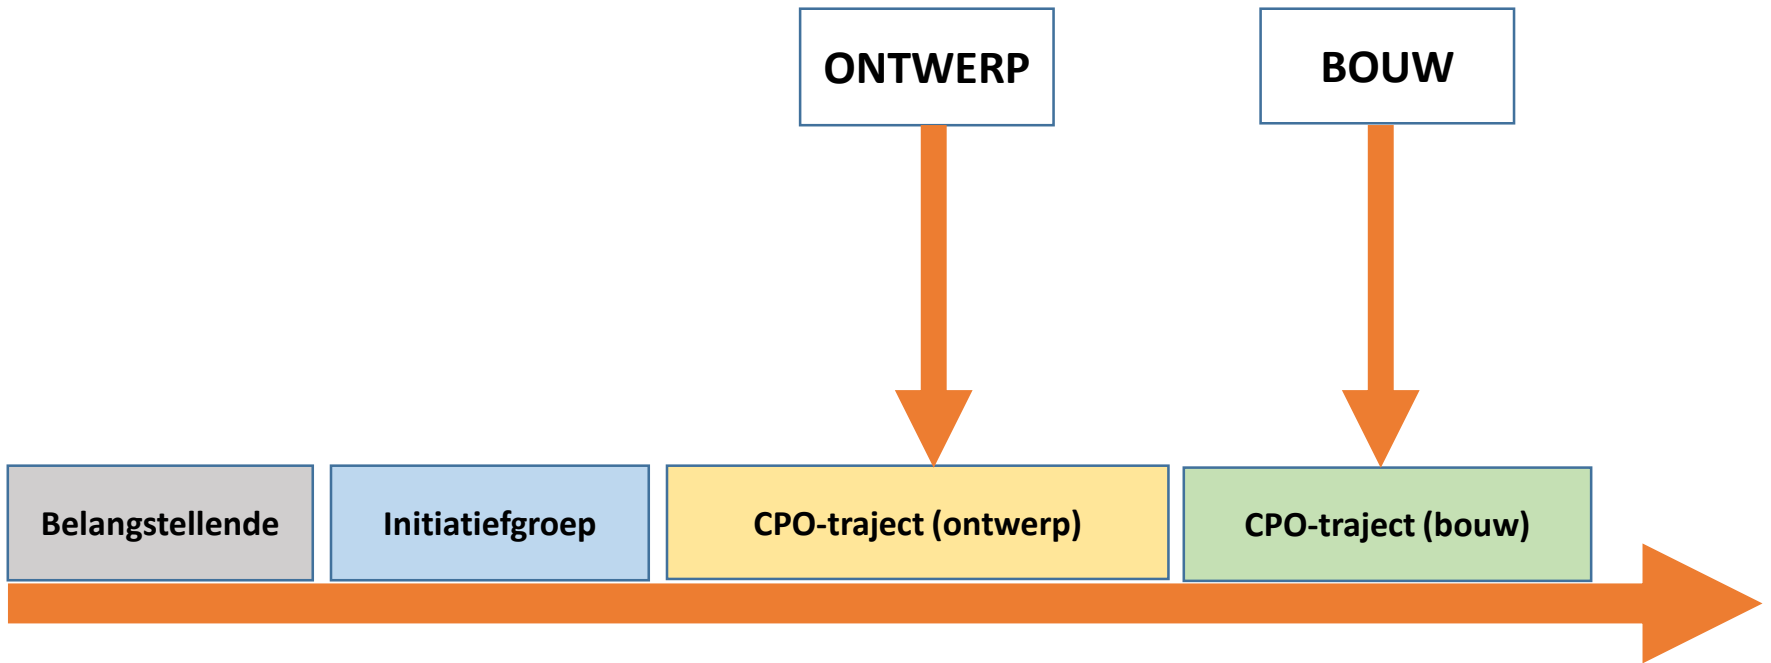 ONTWERP
BOUW
Belangstellende
Initiatiefgroep
CPO-traject (ontwerp)
CPO-traject (bouw)